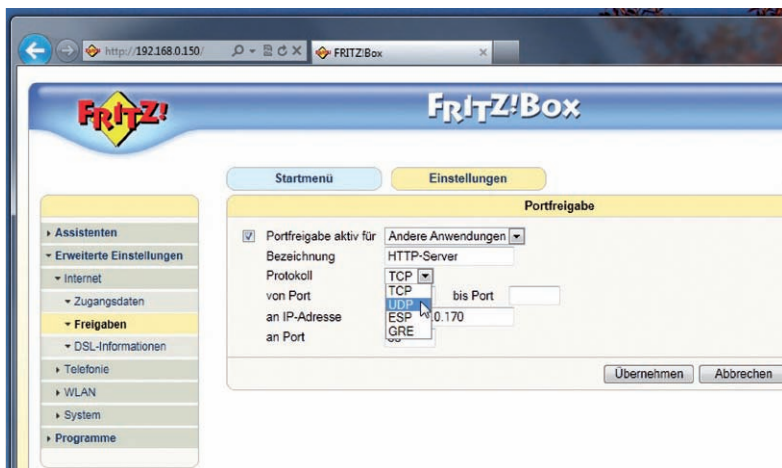 http://192.168.0.150/
FRITZ!Box
FRITZ!
FRITZ!Box
Startmenü
Einstellungen
Portfreigabe
Assistenten
Erweiterte Einstellungen
Internet
Zugangsdaten
Freigaben
DSL-Informationen
Telefonie
WLAN
System
Programme
Portfreigabe aktiv für Andere Anwendungen
Bezeichnung HTTP-Server
Protokoll TCP
TCP
UDP
ESP
GRE
von Port bis Port
an IP-Adresse .0.170
an Port
Übernehmen Abbrechen